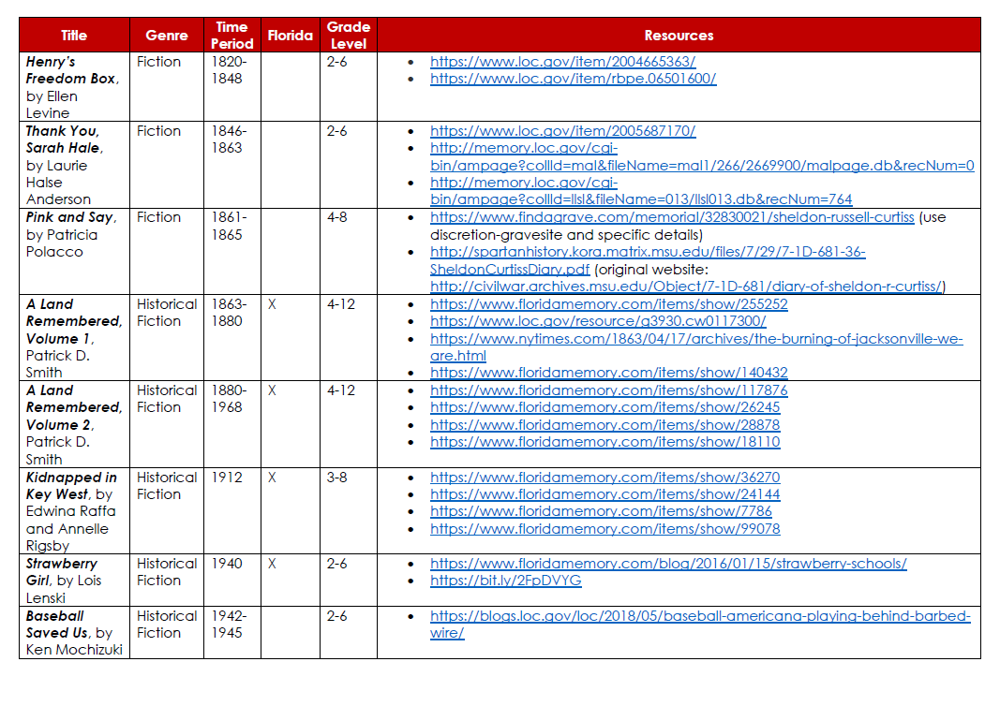 Title Genre Time Period Florida Grade Level Resources
Henry's Freedom Box, by Ellen Levine
Fiction
1820-1848
2-6
• https://www.loc.gov/item/2004665363/
• https://www.loc.gov/item/rbpe.06501600/
Thank You, Sarah Hale, by Laurie Halse Anderson
Fiction
1846-1863
2-6
• https://www.loc.gov/item/2005687170/
• http://memory.loc.gov/cgi-
bin/ampage?collId=mal&fileName=mal1/266/2669900/malpage.db&recNum=0
• http://memory.loc.gov/cgi-
bin/ampage?collId=llsl&fileName=013/llsl013.db&recNum=764
Pink and Say, by Patricia Polacco
Fiction
1861-1865
4-8
• https://www.findagrave.com/memorial/32830021/sheldon-russell-curtiss (use
discretion-gravesite and specific details)
• http://spartanhistory.kora.matrix.msu.edu/files/7/29/7-1D-681-36-
SheldonCurtissDiary.pdf (original website:
http://civilwar.archives.msu.edu/Object/7-1D-681/diary-of-sheldon-r-curtiss/)
A Land Remembered, Volume 1, Patrick D. Smith
Historical Fiction
1863-1880
X
4-12
• https://www.floridamemory.com/items/show/255252
• https://www.loc.gov/resource/g3930.cw0117300/
• https://www.nytimes.com/1863/04/17/archives/the-burning-of-jacksonville-we-
are.html
• https://www.floridamemory.com/items/show/140432
A Land Remembered, Volume 2, Patrick D. Smith
Historical Fiction
1880-1968
X
4-12
• https://www.floridamemory.com/items/show/117876
• https://www.floridamemory.com/items/show/26245
• https://www.floridamemory.com/items/show/28878
• https://www.floridamemory.com/items/show/18110
Kidnapped in Key West, by Edwina Raffa and Annelle Rigsby
Historical Fiction
1912
X
3-8
• https://www.floridamemory.com/items/show/36270
• https://www.floridamemory.com/items/show/24144
• https://www.floridamemory.com/items/show/7786
• https://www.floridamemory.com/items/show/99078
Strawberry Girl, by Lois Lenski
Historical Fiction
1940
X
2-6
• https://www.floridamemory.com/blog/2016/01/15/strawberry-schools/
• https://bit.ly/2FpDVYG
Baseball Saved Us, by Ken Mochizuki
Historical Fiction
1942-1945
2-6
• https://blogs.loc.gov/loc/2018/05/baseball-americana-playing-behind-barbed-
wire/